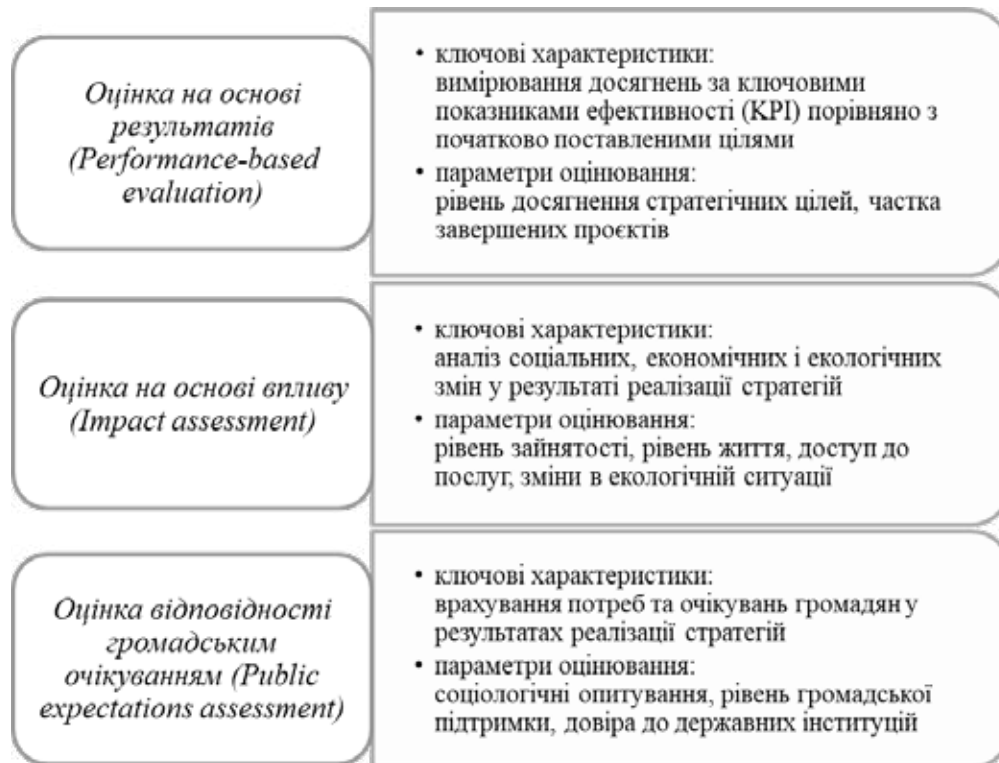 Оцінка на основі
результатів
(Performance-based
evaluation)
• ключові характеристики:
вимірювання досягнень за ключовими
показниками ефективності (KPI) порівняно з
початково поставленими цілями
• параметри оцінювання:
рівень досягнення стратегічних цілей, частка
завершених проєктів
Оцінка на основі впливу
(Impact assessment)
• ключові характеристики:
аналіз соціальних, економічних і екологічних
змін у результаті реалізації стратегій
• параметри оцінювання:
рівень зайнятості, рівень життя, доступ до
послуг, зміни в екологічній ситуації
Оцінка відповідності
громадським
очікуванням (Public
expectations assessment)
• ключові характеристики:
врахування потреб та очікувань громадян у
результатах реалізації стратегій
• параметри оцінювання:
соціологічні опитування, рівень громадської
підтримки, довіра до державних інституцій